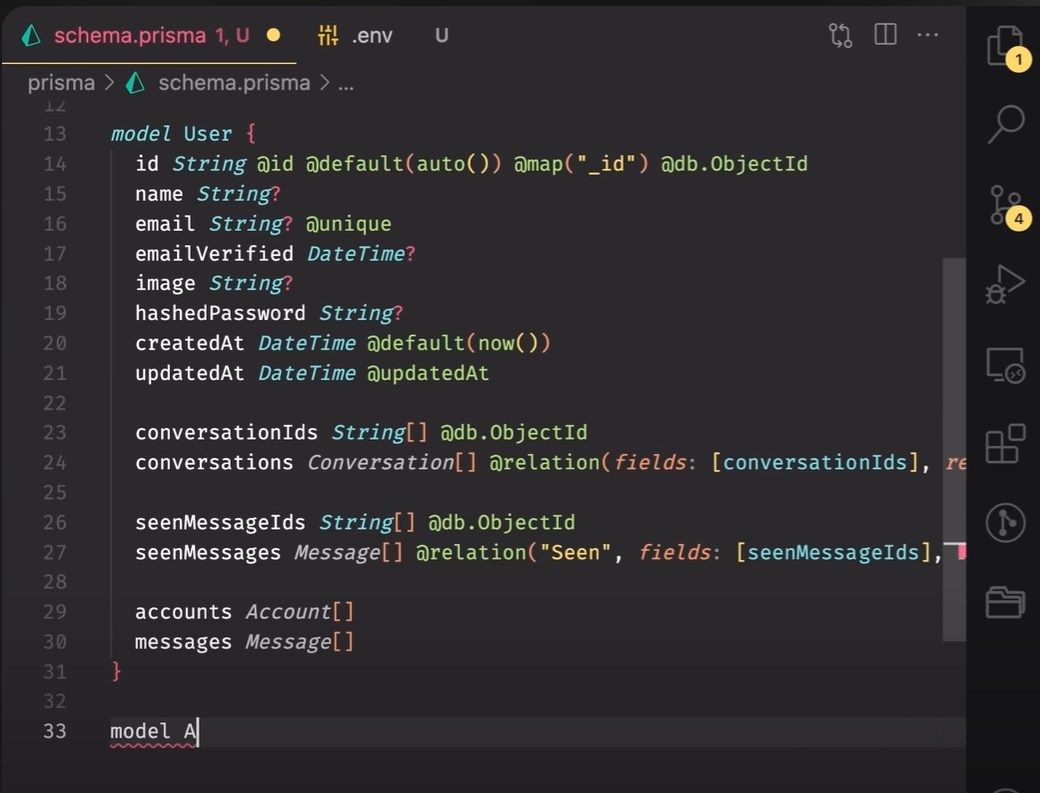 schema.prisma 1, U
.env U
prisma > schema.prisma > ...
12
13 model User {
14 id String @id @default(auto()) @map("_id") @db.ObjectId
15 name String?
16 email String? @unique
17 emailVerified DateTime?
18 image String?
19 hashedPassword String?
20 createdAt DateTime @default(now())
21 updatedAt DateTime @updatedAt
22
23 conversationIds String[] @db.ObjectId
24 conversations Conversation[] @relation(fields: [conversationIds], re
25
26 seenMessageIds String[] @db.ObjectId
27 seenMessages Message[] @relation("Seen", fields: [seenMessageIds],
28
29 accounts Account[]
30 messages Message[]
31 }
32
33 model A
1
4